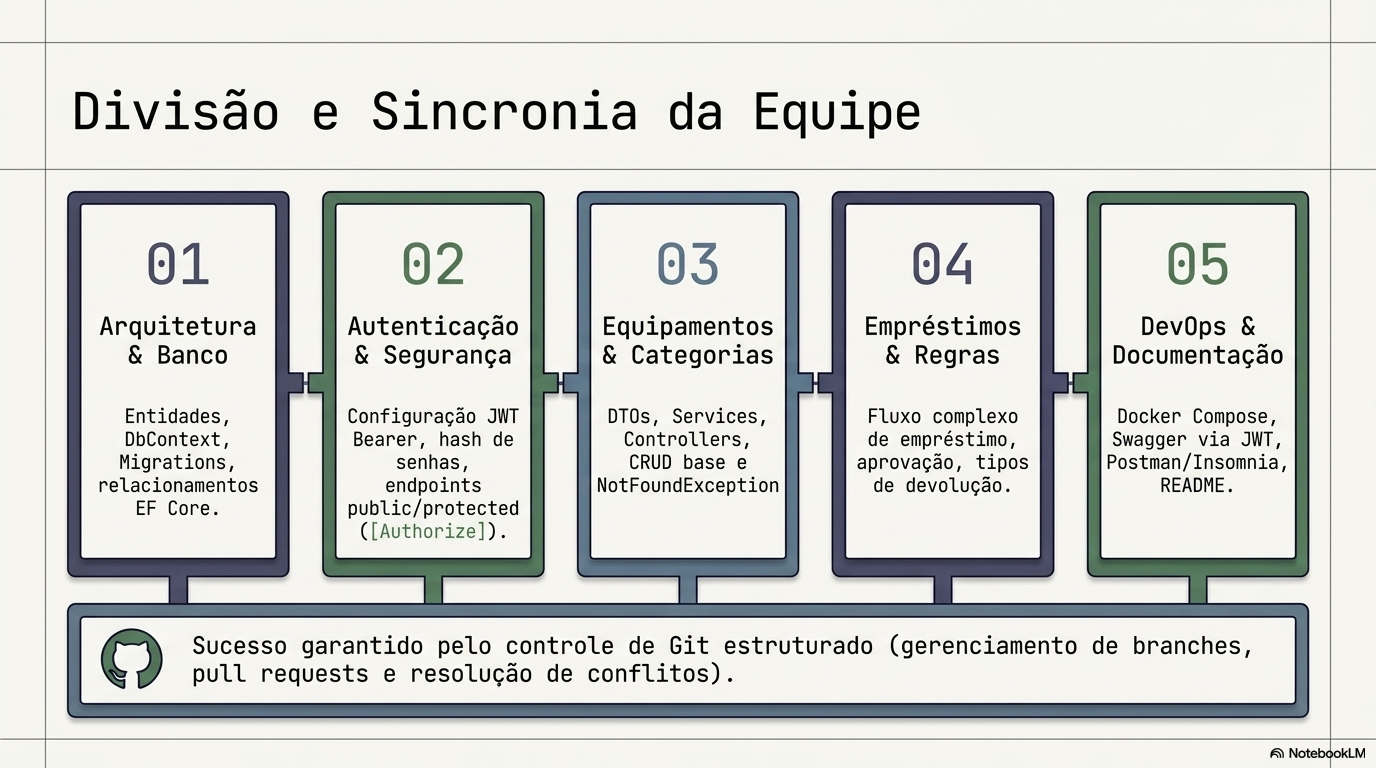 Divisão e Sincronia da Equipe
01
Arquitetura
& Banco
Entidades,
DbContext,
Migrations,
relacionamentos
EF Core.
02
Autenticação
& Segurança
Configuração JWT
Bearer, hash de
senhas,
endpoints
public/protected
([Authorize]).
03
Equipamentos
& Categorias
DTOs, Services,
Controllers,
CRUD base e
NotFoundException
04
Empréstimos
& Regras
Fluxo complexo
de empréstimo,
aprovação, tipos
de devolução.
05
DevOps &
Documentação
Docker Compose,
Swagger via JWT,
Postman/Insomnia,
README.
Sucesso garantido pelo controle de Git estruturado (gerenciamento de branches,
pull requests e resolução de conflitos).
NotebookLM